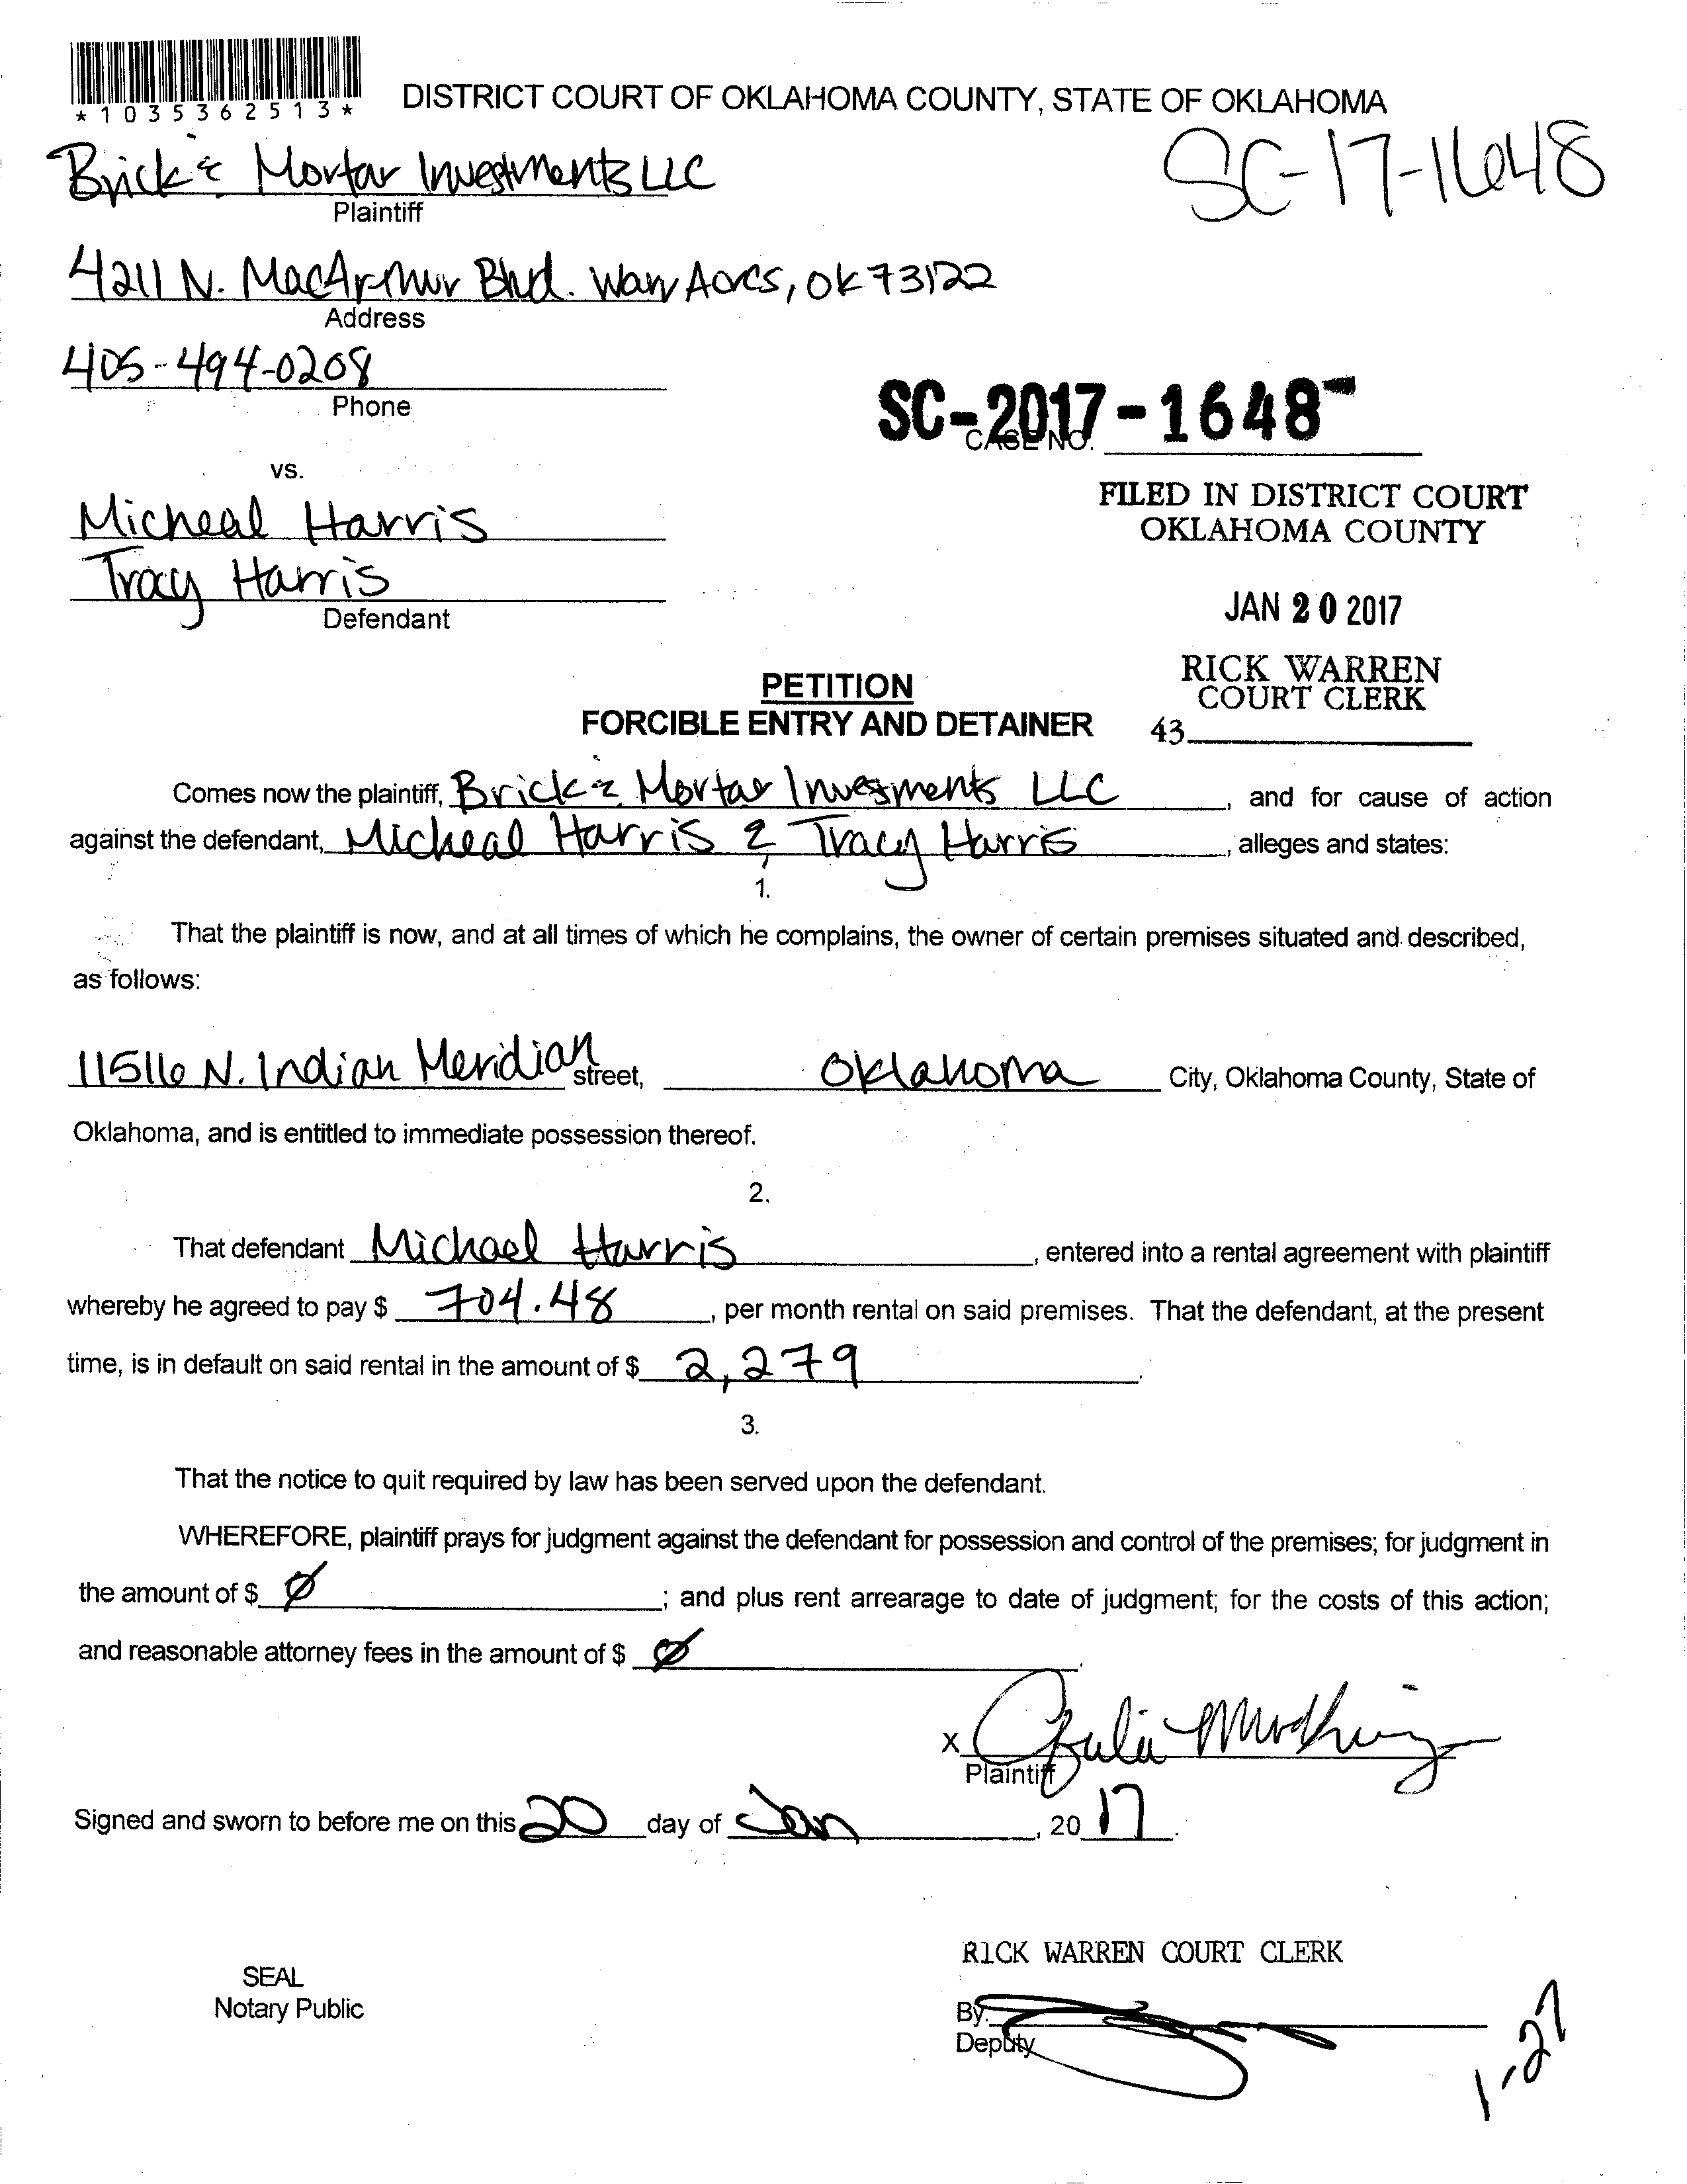 *1035362513*
DISTRICT COURT OF OKLAHOMA COUNTY, STATE OF OKLAHOMA
Brick & Mortar Investments LLC
SC-17-1648
Plaintiff
4211 N. MacArthur Blvd. Warr Acres, OK 73122
Address
405-494-0208
Phone
SC-2017-1648
CASE NO.
vs.
FILED IN DISTRICT COURT
OKLAHOMA COUNTY
Micheal Harris
Tracy Harris
Defendant
JAN 20 2017
RICK WARREN
COURT CLERK
43
PETITION
FORCIBLE ENTRY AND DETAINER
Comes now the plaintiff, Brick & Mortar Invesments LLC, and for cause of action
against the defendant, Micheal Harris & Tracy Harris, alleges and states:
1.
That the plaintiff is now, and at all times of which he complains, the owner of certain premises situated and described,
as follows:
11516 N. Indian Meridian street, Oklahoma City, Oklahoma County, State of
Oklahoma, and is entitled to immediate possession thereof.
2.
That defendant Michael Harris, entered into a rental agreement with plaintiff
whereby he agreed to pay $ 704.48, per month rental on said premises. That the defendant, at the present
time, is in default on said rental in the amount of $ 2,279.
3.
That the notice to quit required by law has been served upon the defendant.
WHEREFORE, plaintiff prays for judgment against the defendant for possession and control of the premises; for judgment in
the amount of $ Ø; and plus rent arrearage to date of judgment; for the costs of this action;
and reasonable attorney fees in the amount of $ Ø.
X
Plaintiff
Signed and sworn to before me on this 20 day of Jan, 2017.
RICK WARREN COURT CLERK
SEAL
Notary Public
By.
Deputy
1-27